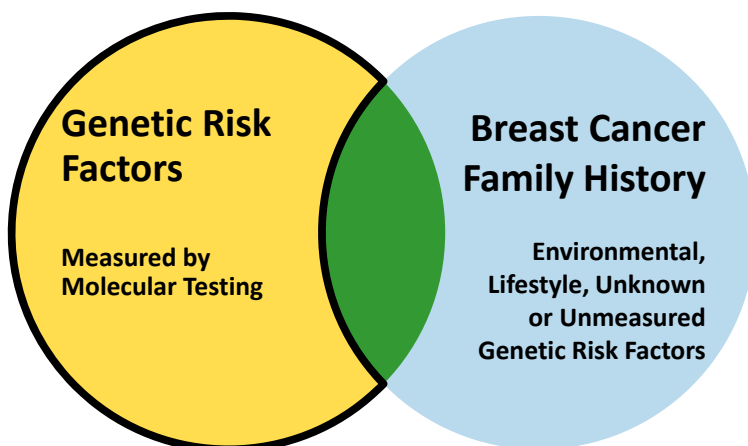 Genetic Risk
Factors
Measured by
Molecular Testing
Breast Cancer
Family History
Environmental,
Lifestyle, Unknown
or Unmeasured
Genetic Risk Factors